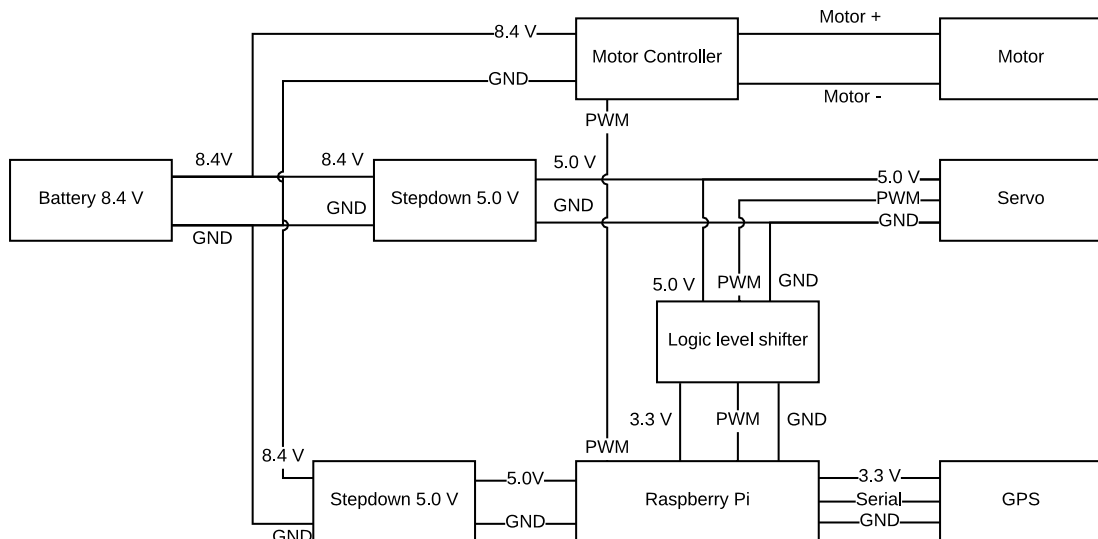 Motor +
8.4 V
Motor Controller
Motor
GND
Motor -
PWM
8.4V
8.4 V
5.0 V
5.0 V
Battery 8.4 V
Stepdown 5.0 V
PWM
Servo
GND
GND
GND
GND
5.0 V
PWM
GND
Logic level shifter
3.3 V
PWM
GND
PWM
8.4 V
5.0V
3.3 V
Stepdown 5.0 V
Raspberry Pi
Serial
GPS
GND
GND
GND